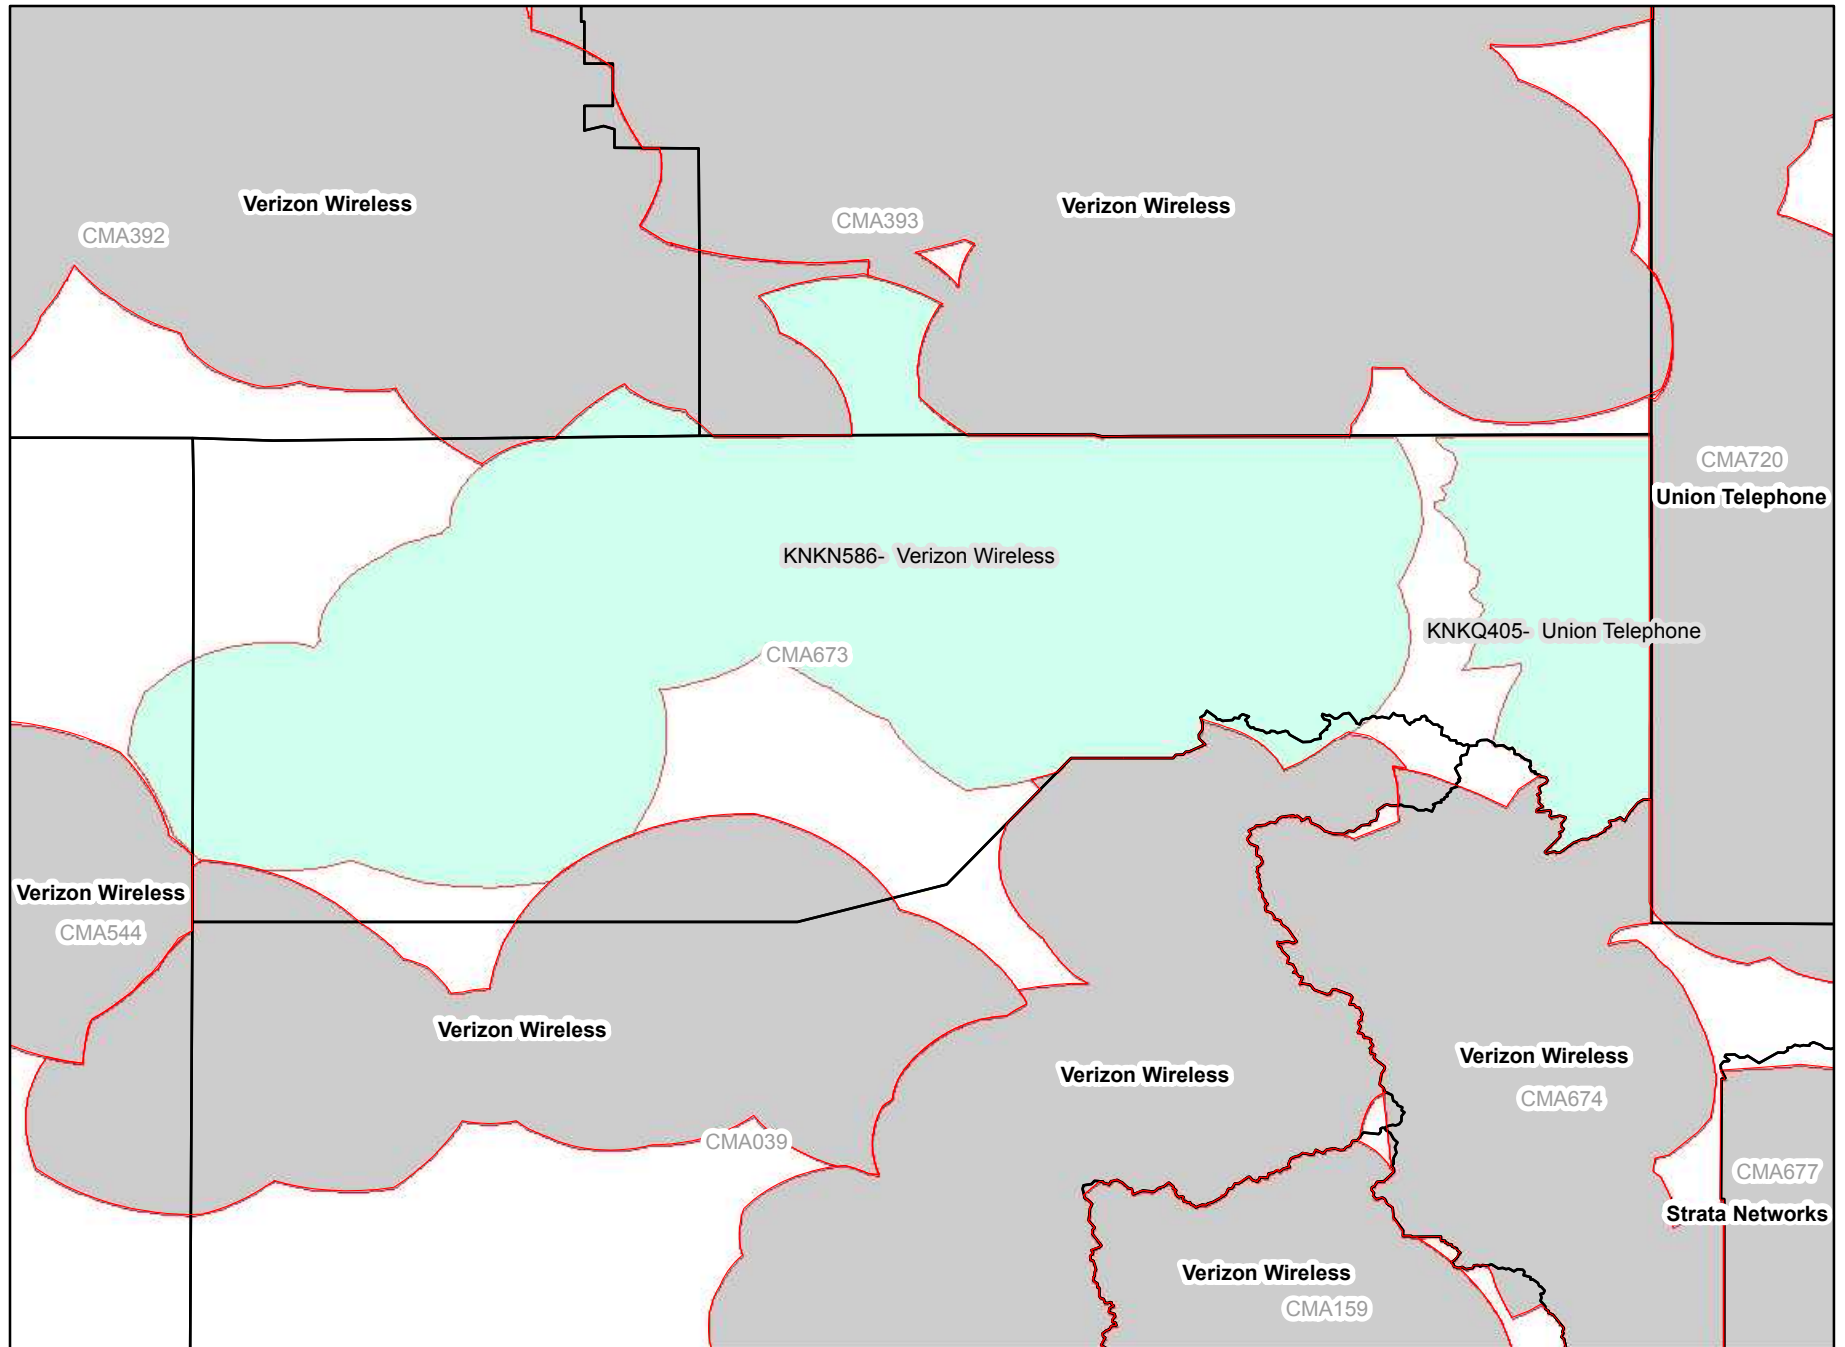 Verizon Wireless
Verizon Wireless
CMA393
CMA392
CMA720
Union Telephone
KNKN586-  Verizon Wireless
KNKQ405-  Union Telephone
CMA673
Verizon Wireless
CMA544
Verizon Wireless
Verizon Wireless
Verizon Wireless
CMA674
CMA039
CMA677
Strata Networks
Verizon Wireless
CMA159